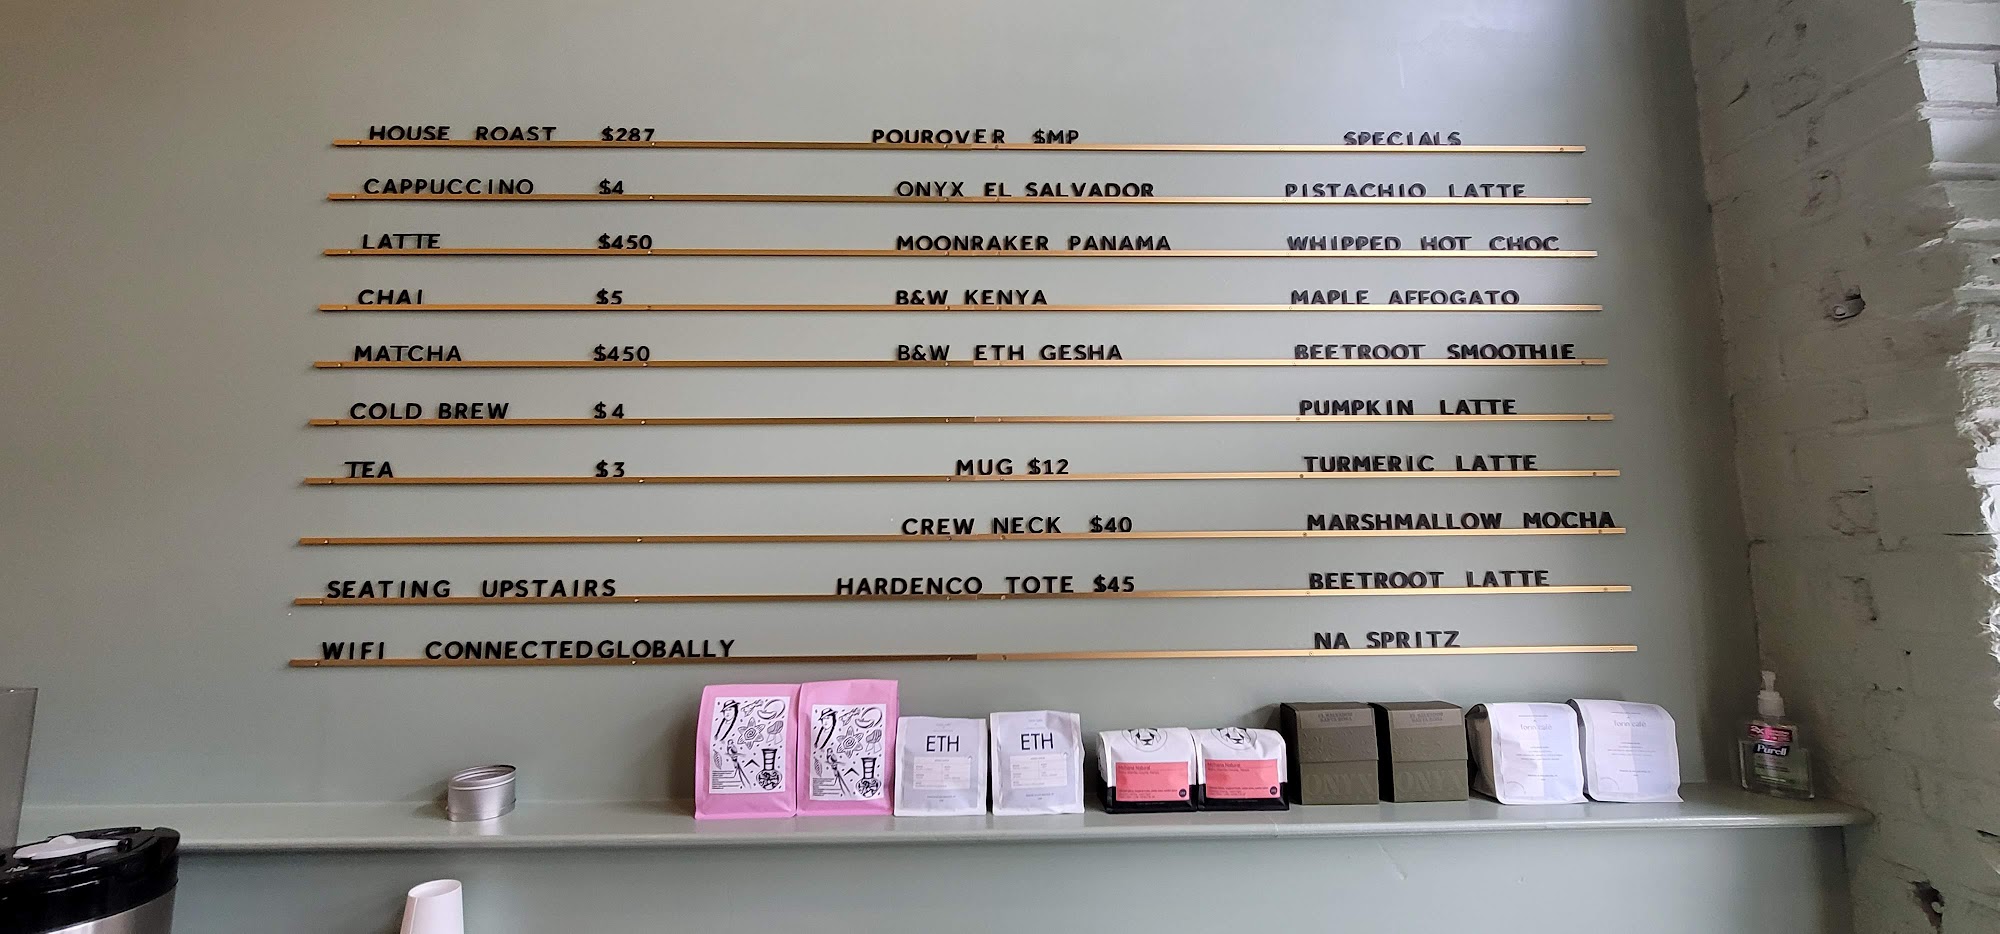 HOUSE ROAST $287
CAPPUCCINO $4
LATTE $450
CHAI $5
MATCHA $450
COLD BREW $4
TEA $3
SEATING UPSTAIRS
WIFI CONNECTEDGLOBALLY
POUROVER $MP
ONYX EL SALVADOR
MOONRAKER PANAMA
B&W KENYA
B&W ETH GESHA
MUG $12
CREW NECK $40
HARDENCO TOTE $45
SPECIALS
PISTACHIO LATTE
WHIPPED HOT CHOC
MAPLE AFFOGATO
BEETROOT SMOOTHIE
PUMPKIN LATTE
TURMERIC LATTE
MARSHMALLOW MOCHA
BEETROOT LATTE
NA SPRITZ
ETH
ETH
ONYX
ONYX
Purell